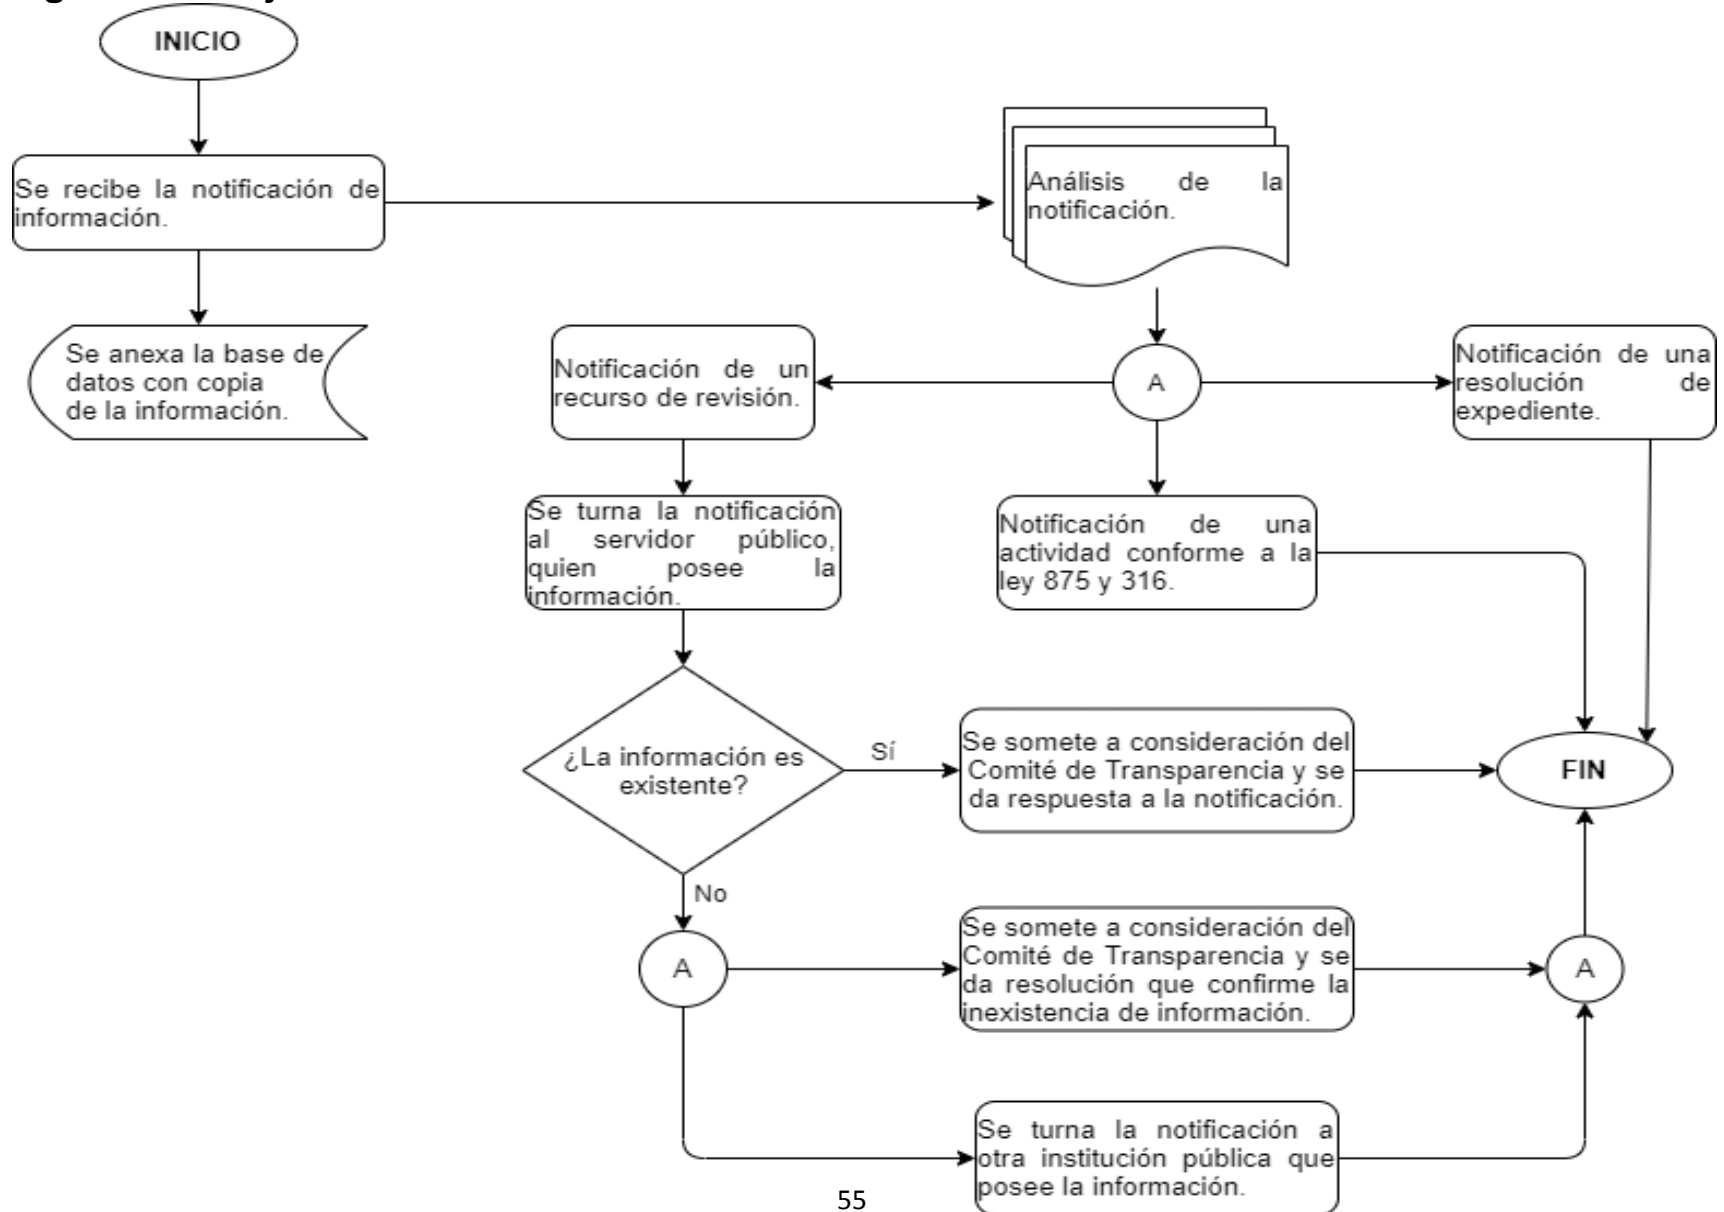 INICIO
Se recibe la notificación de
información.
Análisis de la
notificación.
Se anexa la base de
datos con copia
de la información.
Notificación de un
recurso de revisión.
A
Notificación de una
resolución de
expediente.
Se turna la notificación
al servidor público,
quien posee la
información.
Notificación de una
actividad conforme a la
ley 875 y 316.
¿La información es
existente?
Sí
Se somete a consideración del
Comité de Transparencia y se
da respuesta a la notificación.
FIN
No
A
Se somete a consideración del
Comité de Transparencia y se
da resolución que confirme la
inexistencia de información.
A
Se turna la notificación a
otra institución pública que
posee la información.
55